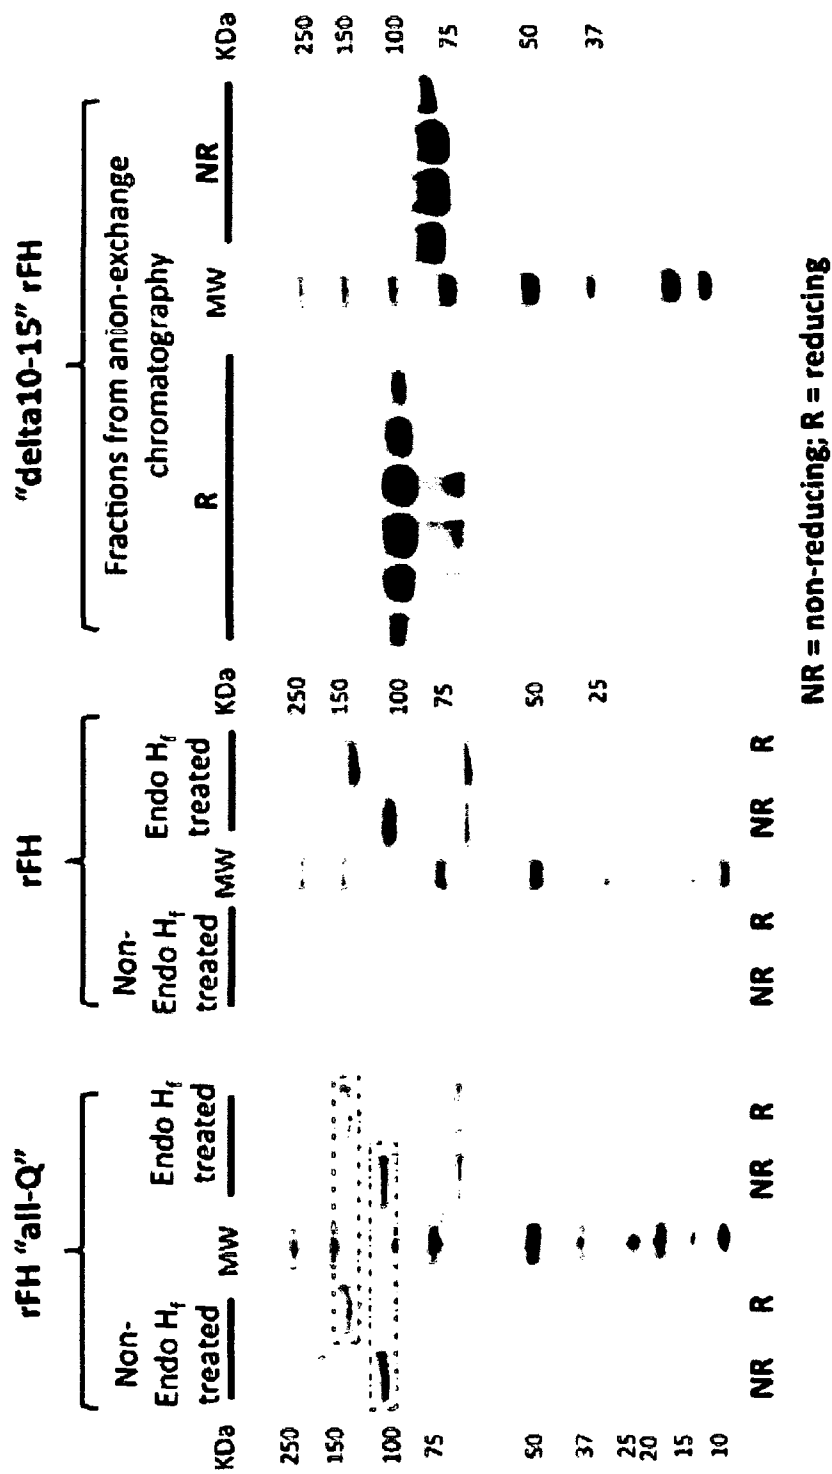 rFH "all-Q"
Non-
Endo Hf
treated
Endo Hf
treated
KDa
MW
250
150
100
75
50
37
25
20
15
10
NR
R
NR
R
rFH
Non-
Endo Hf
treated
MW
Endo Hf
treated
KDa
250
150
100
75
50
25
NR
R
NR
R
"delta10-15" rFH
Fractions from anion-exchange
chromatography
R
MW
NR
KDa
250
150
100
75
50
37
NR = non-reducing; R = reducing